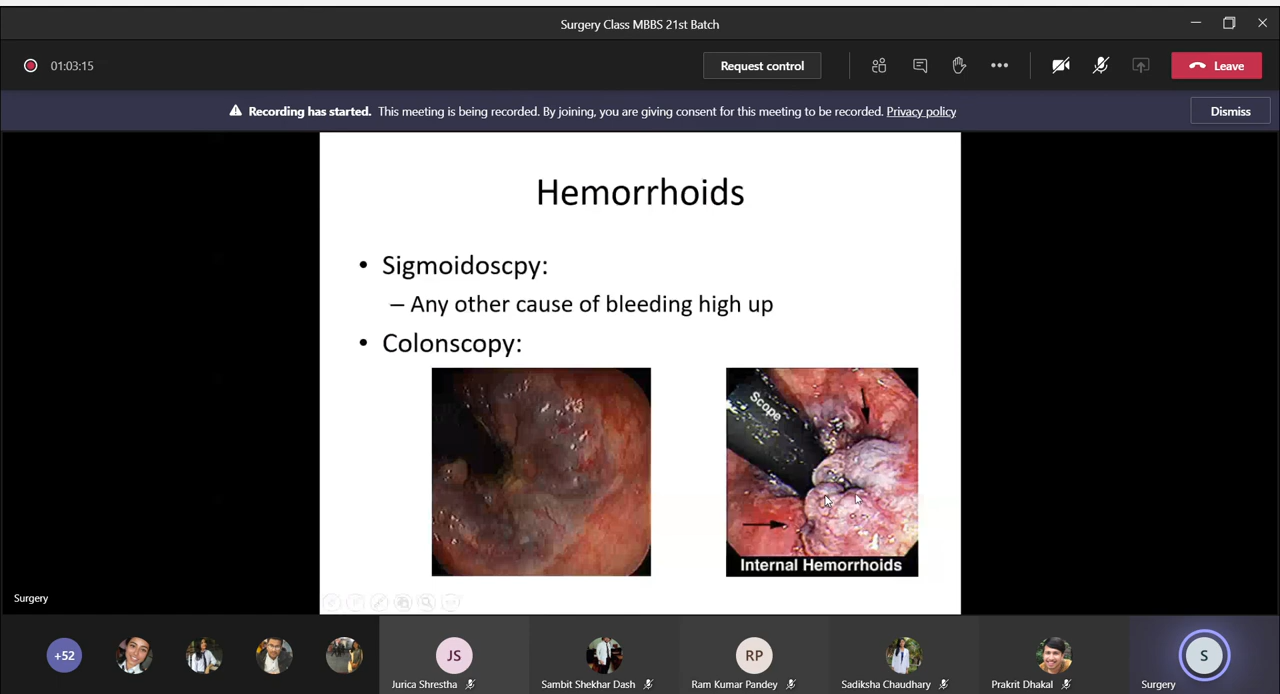 Surgery Class MBBS 21st Batch
01:03:15
Request control
Leave
Recording has started. This meeting is being recorded. By joining, you are giving consent for this meeting to be recorded. Privacy policy
Dismiss
Hemorrhoids
• Sigmoidoscpy:
– Any other cause of bleeding high up
• Colonscopy:
Scope
Internal Hemorrhoids
Surgery
+52
JS
RP
S
Jurica Shrestha
Sambit Shekhar Dash
Ram Kumar Pandey
Sadiksha Chaudhary
Prakrit Dhakal
Surgery